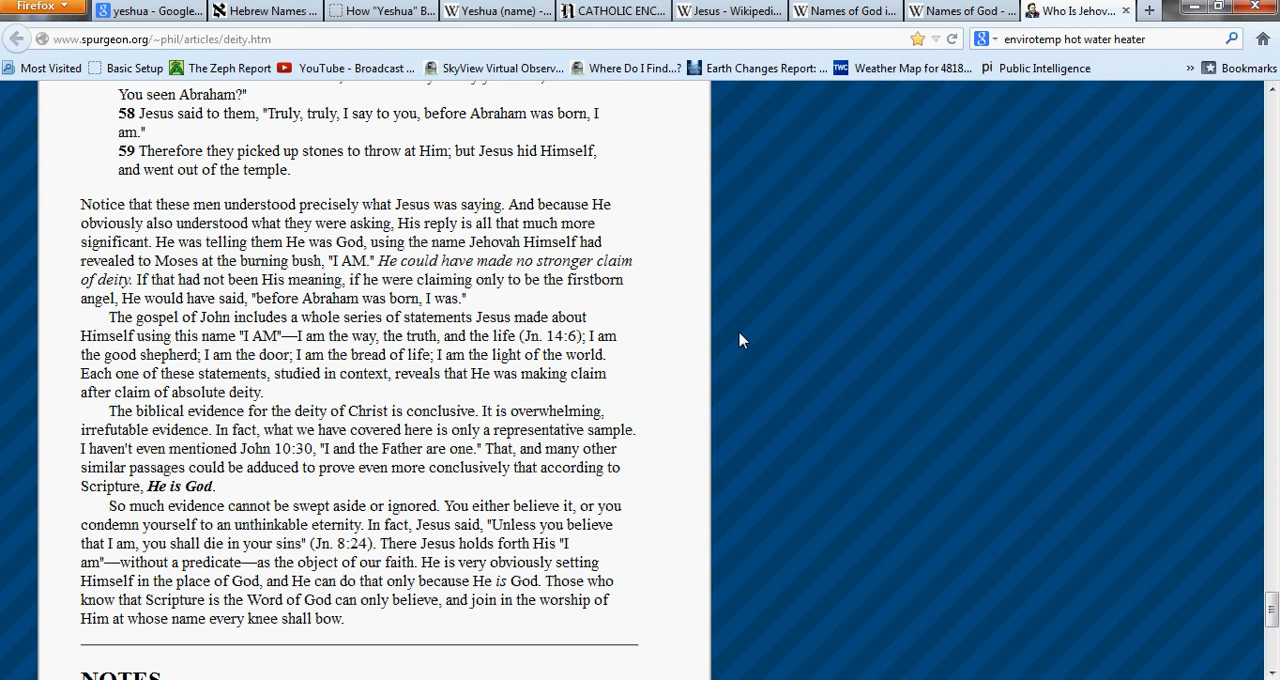 Firefox
yeshua - Google...
Hebrew Names ...
How "Yeshua" B...
Yeshua (name) -...
CATHOLIC ENC...
Jesus - Wikipedi...
Names of God i...
Names of God - ...
Who Is Jehov...
www.spurgeon.org/~phil/articles/deity.htm
envirotemp hot water heater
Most Visited
Basic Setup
The Zeph Report
YouTube - Broadcast ...
SkyView Virtual Observ...
Where Do I Find...?
Earth Changes Report: ...
TWC
Weather Map for 4818...
pi Public Intelligence
»
Bookmarks
You seen Abraham?"
58 Jesus said to them, "Truly, truly, I say to you, before Abraham was born, I
am."
59 Therefore they picked up stones to throw at Him; but Jesus hid Himself,
and went out of the temple.
Notice that these men understood precisely what Jesus was saying. And because He
obviously also understood what they were asking, His reply is all that much more
significant. He was telling them He was God, using the name Jehovah Himself had
revealed to Moses at the burning bush, "I AM." He could have made no stronger claim
of deity. If that had not been His meaning, if he were claiming only to be the firstborn
angel, He would have said, "before Abraham was born, I was."
The gospel of John includes a whole series of statements Jesus made about
Himself using this name "I AM"—I am the way, the truth, and the life (Jn. 14:6); I am
the good shepherd; I am the door; I am the bread of life; I am the light of the world.
Each one of these statements, studied in context, reveals that He was making claim
after claim of absolute deity.
The biblical evidence for the deity of Christ is conclusive. It is overwhelming,
irrefutable evidence. In fact, what we have covered here is only a representative sample.
I haven't even mentioned John 10:30, "I and the Father are one." That, and many other
similar passages could be adduced to prove even more conclusively that according to
Scripture, He is God.
So much evidence cannot be swept aside or ignored. You either believe it, or you
condemn yourself to an unthinkable eternity. In fact, Jesus said, "Unless you believe
that I am, you shall die in your sins" (Jn. 8:24). There Jesus holds forth His "I
am"—without a predicate—as the object of our faith. He is very obviously setting
Himself in the place of God, and He can do that only because He is God. Those who
know that Scripture is the Word of God can only believe, and join in the worship of
Him at whose name every knee shall bow.
NOTES